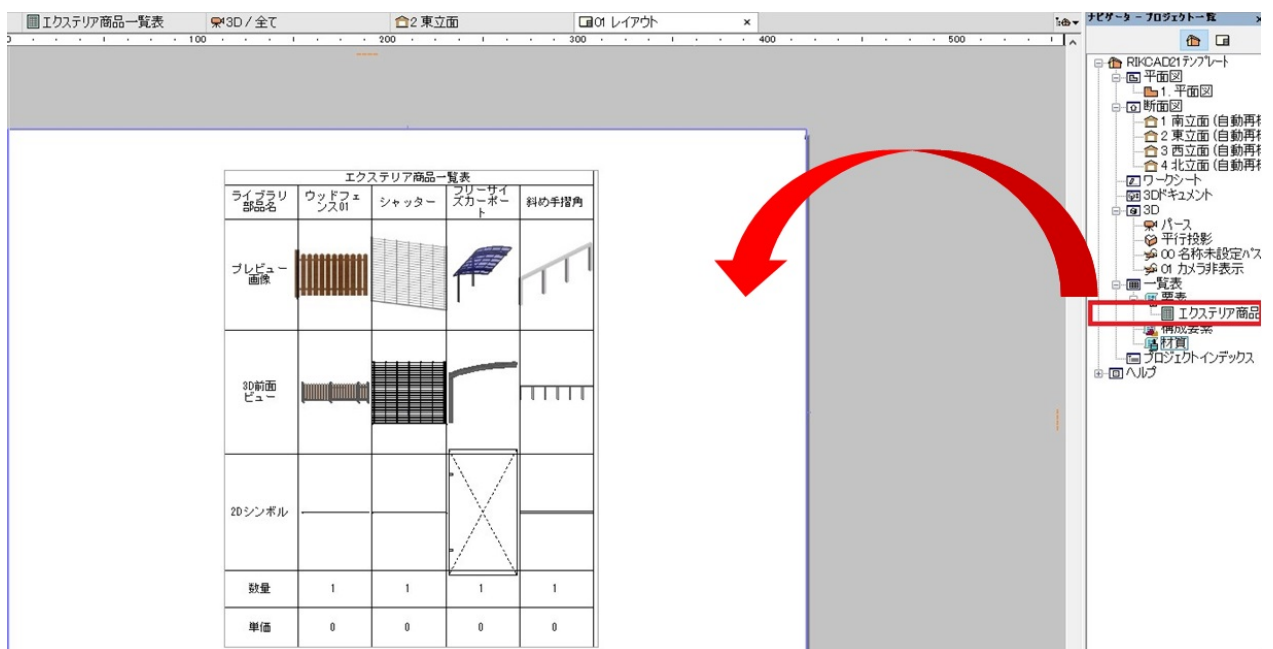 エクステリア商品一覧表
3D / 全て
2 東立面
01 レイアウト
×
ナビゲータ - プロジェクト一覧
100
200
300
400
500
RIKCAD21テンプレート
平面図
1. 平面図
断面図
1 南立面 (自動再構
2 東立面 (自動再構
3 西立面 (自動再構
4 北立面 (自動再構
ワークシート
3Dドキュメント
3D
パース
平行投影
00 名称未設定パス
01 カメラ非表示
一覧表
要素
エクステリア商品
構成要素
材質
プロジェクトインデックス
ヘルプ
エクステリア商品一覧表
ライブラリ
部品名
ウッドフェ
ンス01
シャッター
フリーサイ
ズカーポー
ト
斜め手摺角
プレビュー
画像
3D前面
ビュー
2Dシンボル
数量 1 1 1 1
単価 0 0 0 0